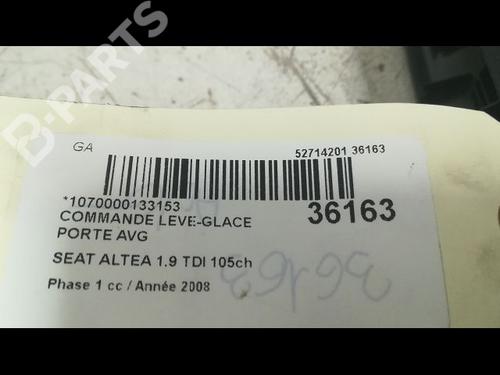 B-PARTS
GA
52714201 36163
*1070000133153
36163
COMMANDE LEVE-GLACE
PORTE AVG
SEAT ALTEA 1.9 TDI 105ch
Phase 1 cc / Année 2008
36163